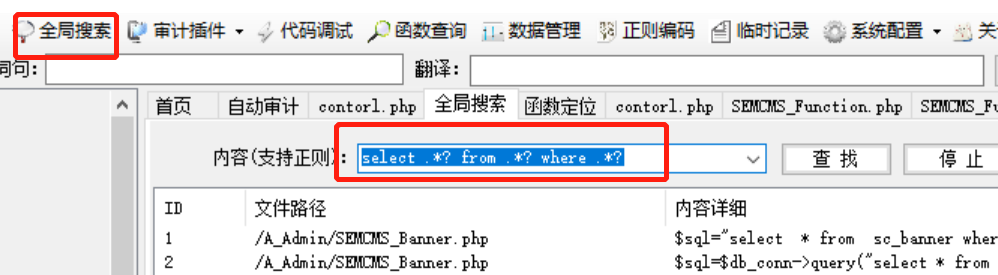 全局搜索 审计插件 代码调试 函数查询 数据管理 正则编码 临时记录 系统配置
词句: 翻译:
首页 自动审计 contorl.php 全局搜索 函数定位 contorl.php SEMCMS_Function.php
内容(支持正则): select .*? from .*? where .*? 查 找 停 止
ID 文件路径 内容详细
1 /A_Admin/SEMCMS_Banner.php $sql="select * from sc_banner wher
2 /A_Admin/SEMCMS_Banner.php $sql=$db_conn->query("select * from